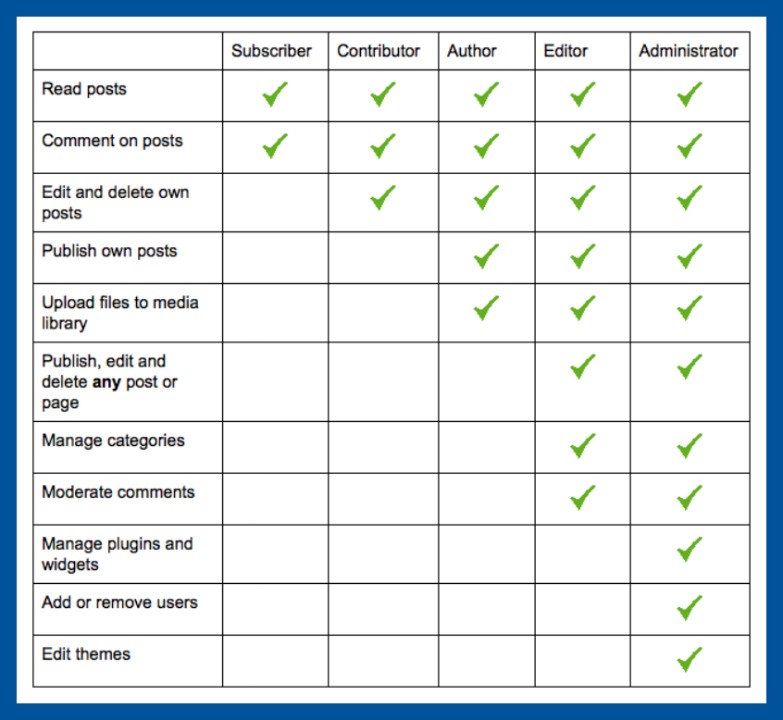 Subscriber Contributor Author Editor Administrator
Read posts
Comment on posts
Edit and delete own
posts
Publish own posts
Upload files to media
library
Publish, edit and
delete any post or
page
Manage categories
Moderate comments
Manage plugins and
widgets
Add or remove users
Edit themes